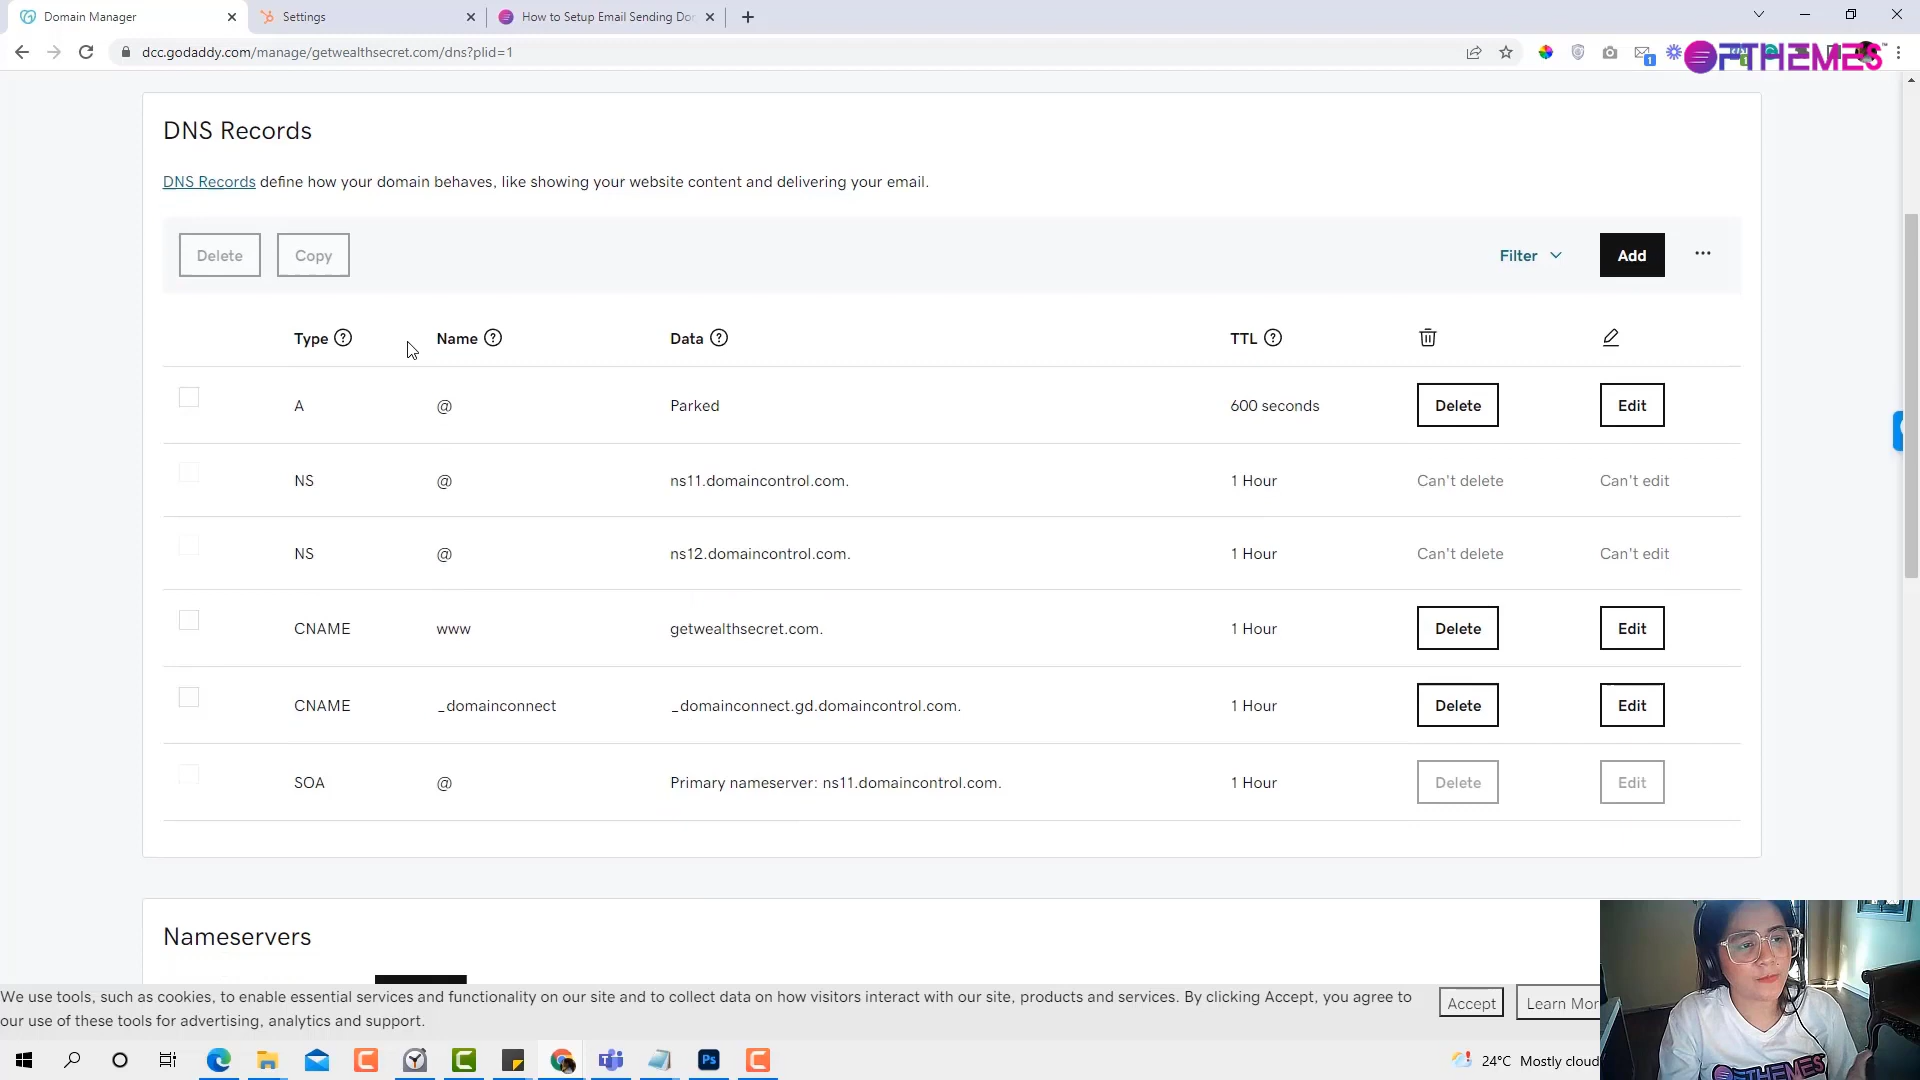 Domain Manager
Settings
How to Setup Email Sending Do
dcc.godaddy.com/manage/getwealthsecret.com/dns?plid=1
FTHEMES
DNS Records
DNS Records define how your domain behaves, like showing your website content and delivering your email.
Delete Copy Filter Add ...
Type ? Name ? Data ? TTL ?
A @ Parked 600 seconds Delete Edit
NS @ ns11.domaincontrol.com. 1 Hour Can't delete Can't edit
NS @ ns12.domaincontrol.com. 1 Hour Can't delete Can't edit
CNAME www getwealthsecret.com. 1 Hour Delete Edit
CNAME _domainconnect _domainconnect.gd.domaincontrol.com. 1 Hour Delete Edit
SOA @ Primary nameserver: ns11.domaincontrol.com. 1 Hour Delete Edit
Nameservers
We use tools, such as cookies, to enable essential services and functionality on our site and to collect data on how visitors interact with our site, products and services. By clicking Accept, you agree to
our use of these tools for advertising, analytics and support.
Accept Learn Mor
24°C Mostly cloud
Ps
FTHEMES